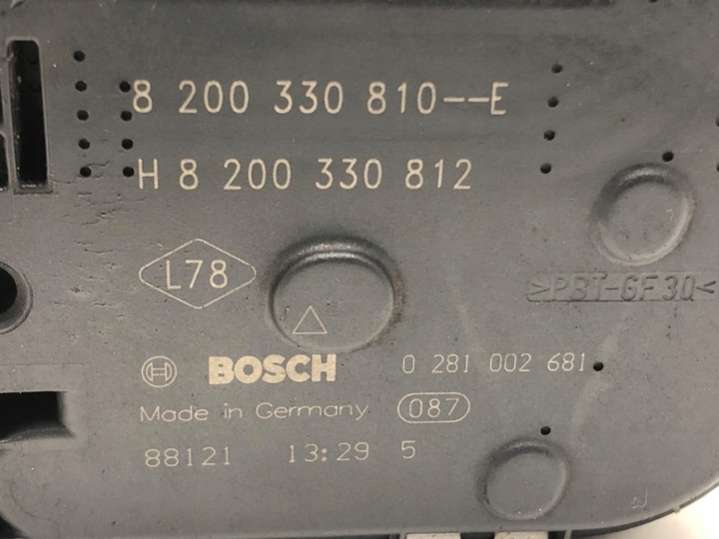 8 200 330 810--E
H 8 200 330 812
L78
>PBT-GF30<
BOSCH 0 281 002 681
Made in Germany 087
88121 13:29 5